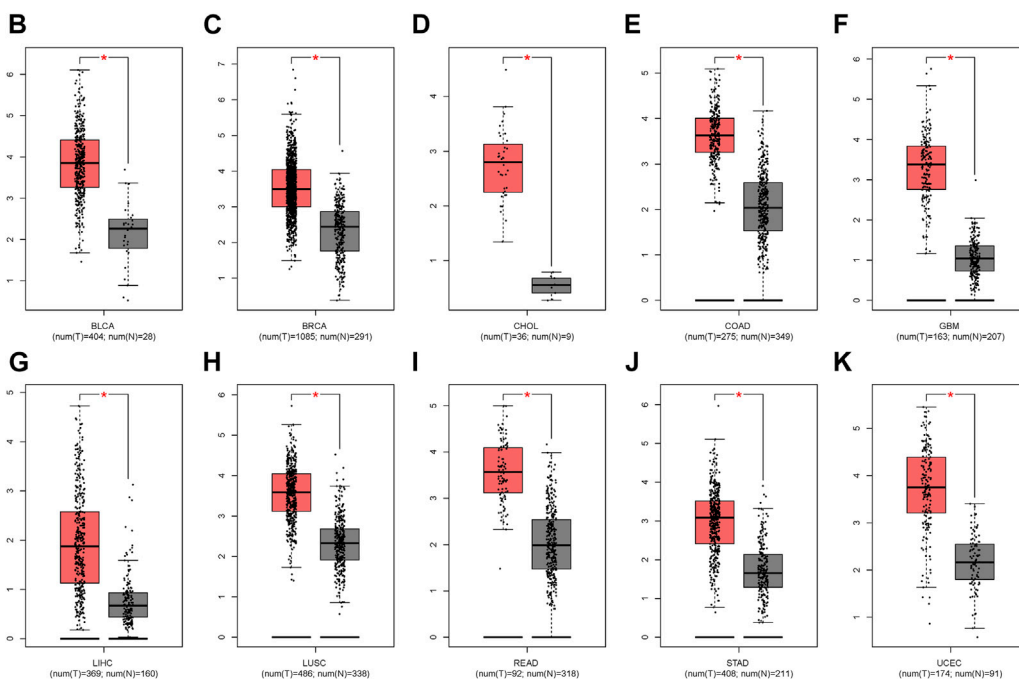 B
*
6
5
4
3
2
1
BLCA
(num(T)=404; num(N)=28)
C
*
7
6
5
4
3
2
1
BRCA
(num(T)=1085; num(N)=291)
D
*
4
3
2
1
CHOL
(num(T)=36; num(N)=9)
E
*
5
4
3
2
1
0
COAD
(num(T)=275; num(N)=349)
F
*
5
4
3
2
1
0
GBM
(num(T)=163; num(N)=207)
G
*
5
4
3
2
1
0
LIHC
(num(T)=369; num(N)=160)
H
*
6
5
4
3
2
1
0
LUSC
(num(T)=486; num(N)=338)
I
*
5
4
3
2
1
0
READ
(num(T)=92; num(N)=318)
J
*
6
5
4
3
2
1
0
STAD
(num(T)=408; num(N)=211)
K
*
5
4
3
2
1
UCEC
(num(T)=174; num(N)=91)